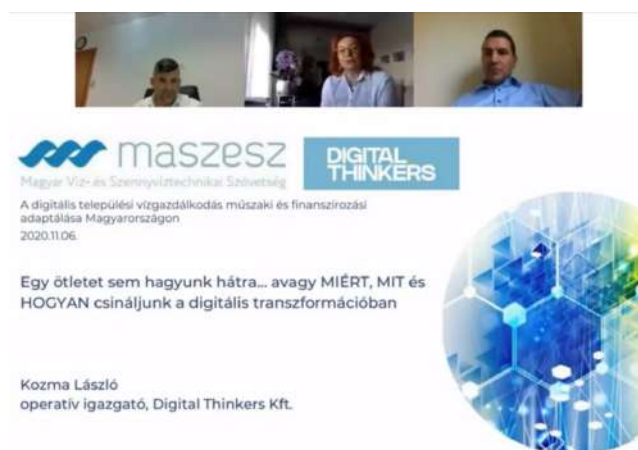 maszesz
Magyar Víz- és Szennyvíztechnikai Szövetség
DIGITAL
THINKERS
A digitális települési vízgazdálkodás műszaki és finanszírozási
adaptálása Magyarországon
2020.11.06.
Egy ötletet sem hagyunk hátra... avagy MIÉRT, MIT és
HOGYAN csináljunk a digitális transzformációban
Kozma László
operatív igazgató, Digital Thinkers Kft.